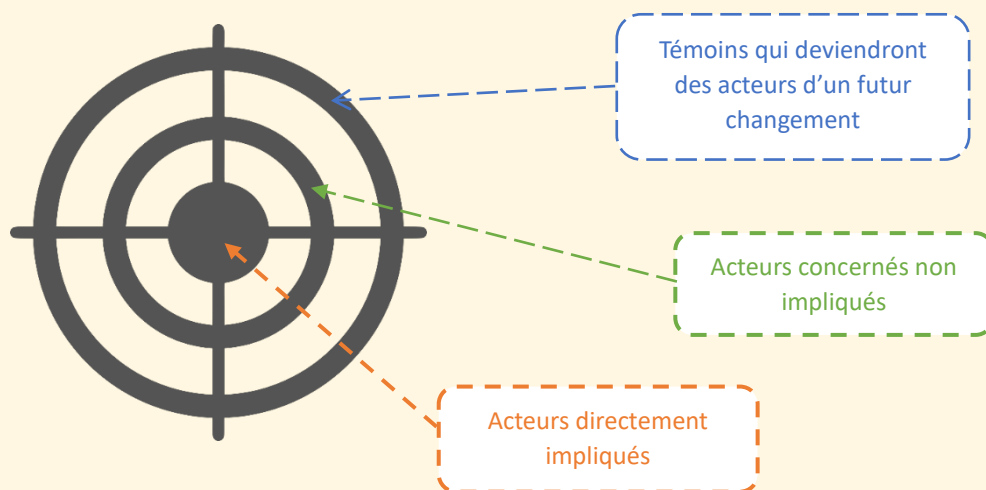 Témoins qui deviendront
des acteurs d’un futur
changement
Acteurs concernés non
impliqués
Acteurs directement
impliqués